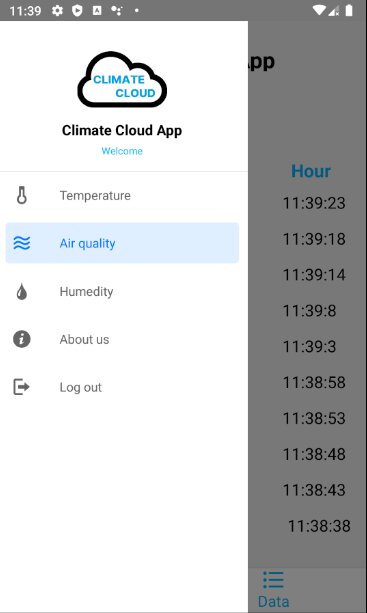 11:39
CLIMATE
CLOUD
Climate Cloud App
Welcome
Temperature
Air quality
Humedity
About us
Log out
App
Hour
11:39:23
11:39:18
11:39:14
11:39:8
11:39:3
11:38:58
11:38:53
11:38:48
11:38:43
11:38:38
Data